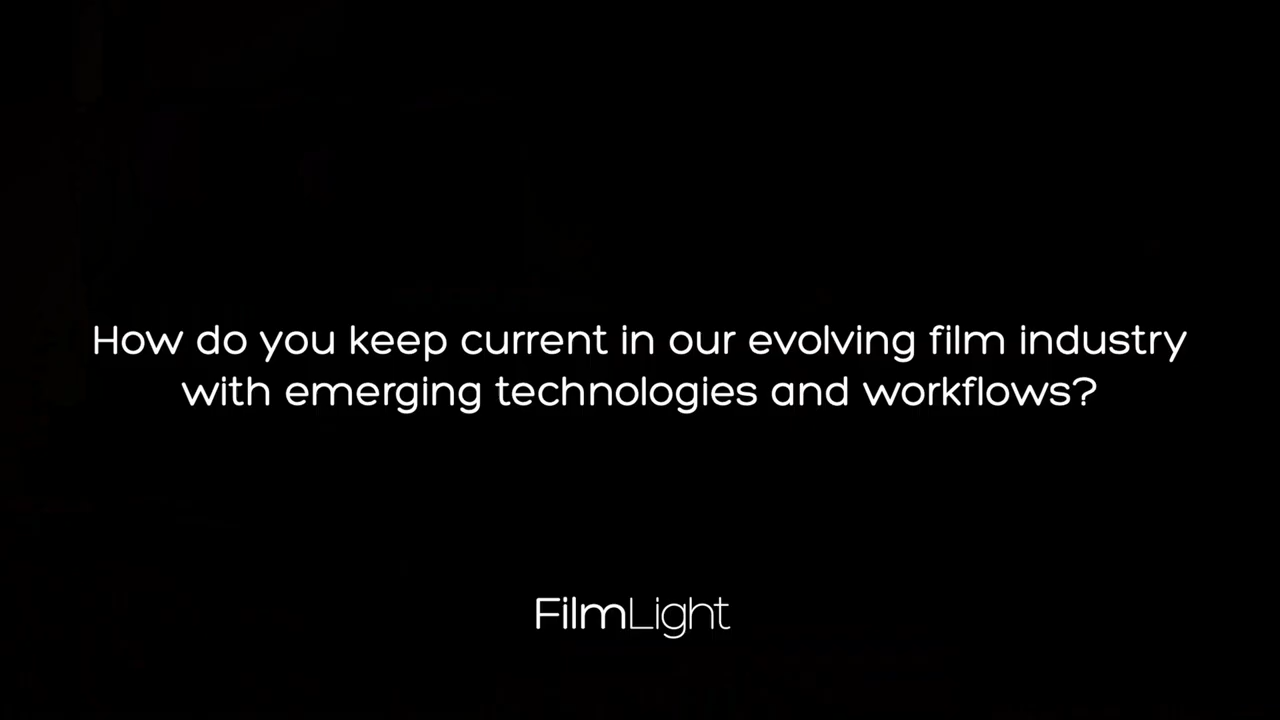 How do you keep current in our evolving film industry
with emerging technologies and workflows?
FilmLight